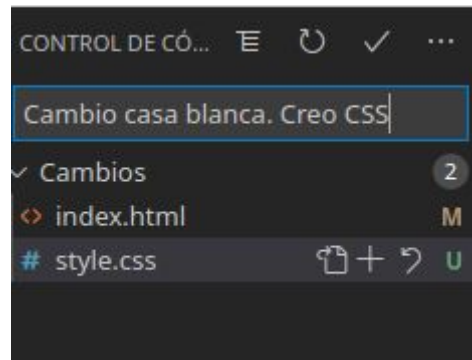 CONTROL DE CÓ...
Cambio casa blanca. Creo CSS
Cambios 2
<> index.html M
# style.css U